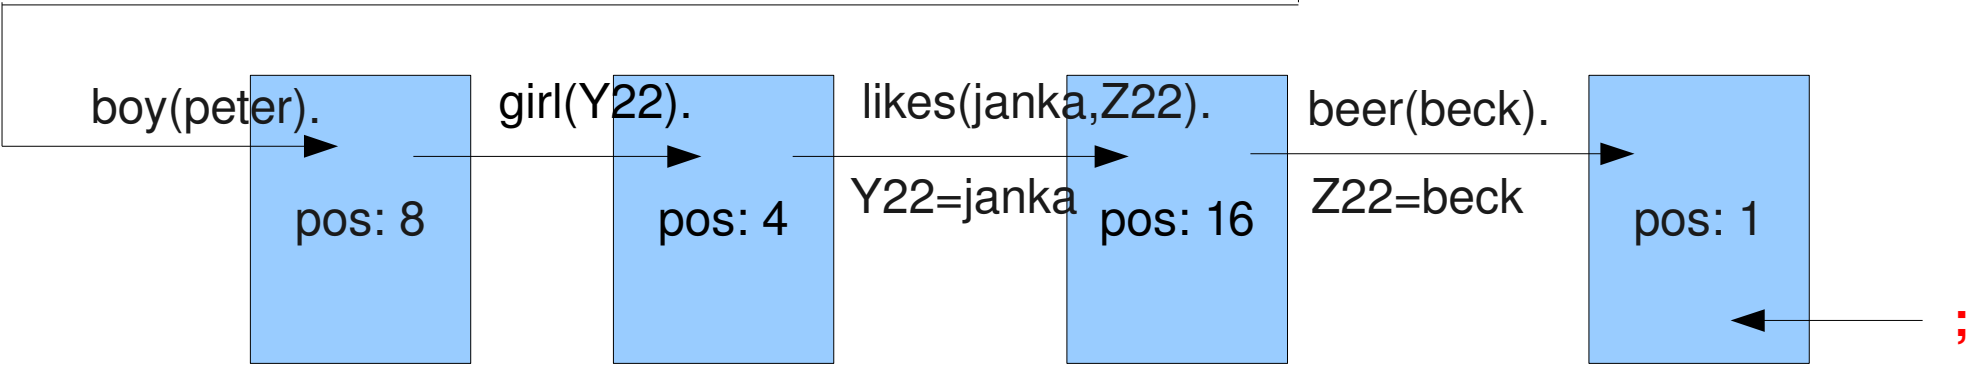 boy(peter).
girl(Y22).
likes(janka,Z22).
beer(beck).
Y22=janka
Z22=beck
pos: 8
pos: 4
pos: 16
pos: 1
;